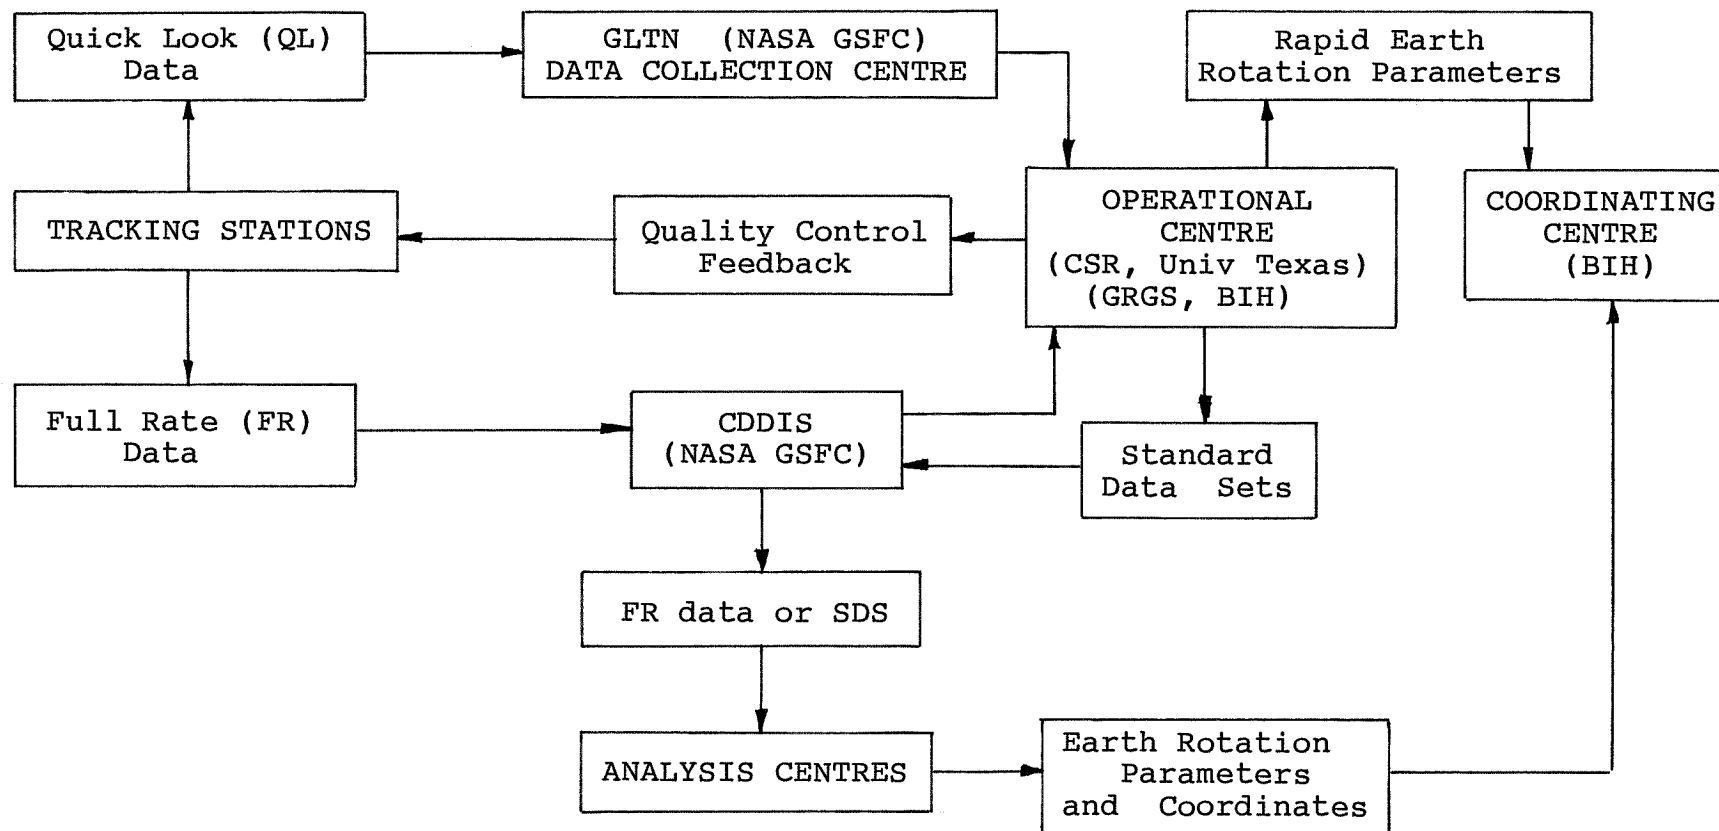 Quick Look (QL)
Data
GLTN (NASA GSFC)
DATA COLLECTION CENTRE
Rapid Earth
Rotation Parameters
TRACKING STATIONS
Quality Control
Feedback
OPERATIONAL
CENTRE
(CSR, Univ Texas)
(GRGS, BIH)
COORDINATING
CENTRE
(BIH)
Full Rate (FR)
Data
CDDIS
(NASA GSFC)
Standard
Data Sets
FR data or SDS
ANALYSIS CENTRES
Earth Rotation
Parameters
and Coordinates